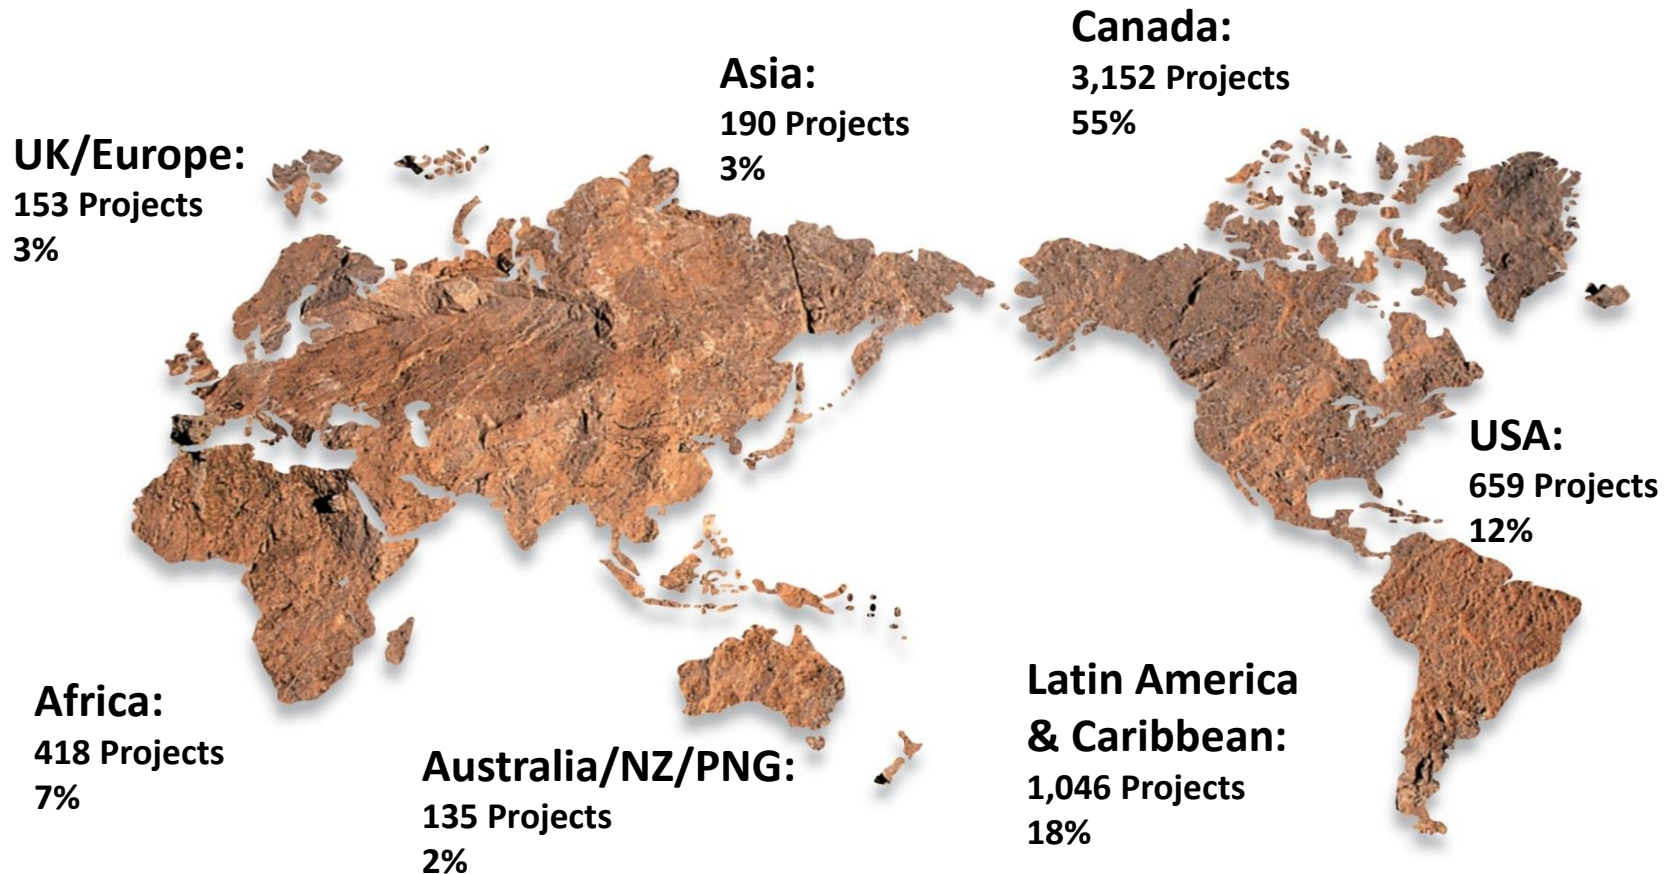 Canada:
3,152 Projects
55%
Asia:
190 Projects
3%
UK/Europe:
153 Projects
3%
USA:
659 Projects
12%
Africa:
418 Projects
7%
Australia/NZ/PNG:
135 Projects
2%
Latin America
& Caribbean:
1,046 Projects
18%